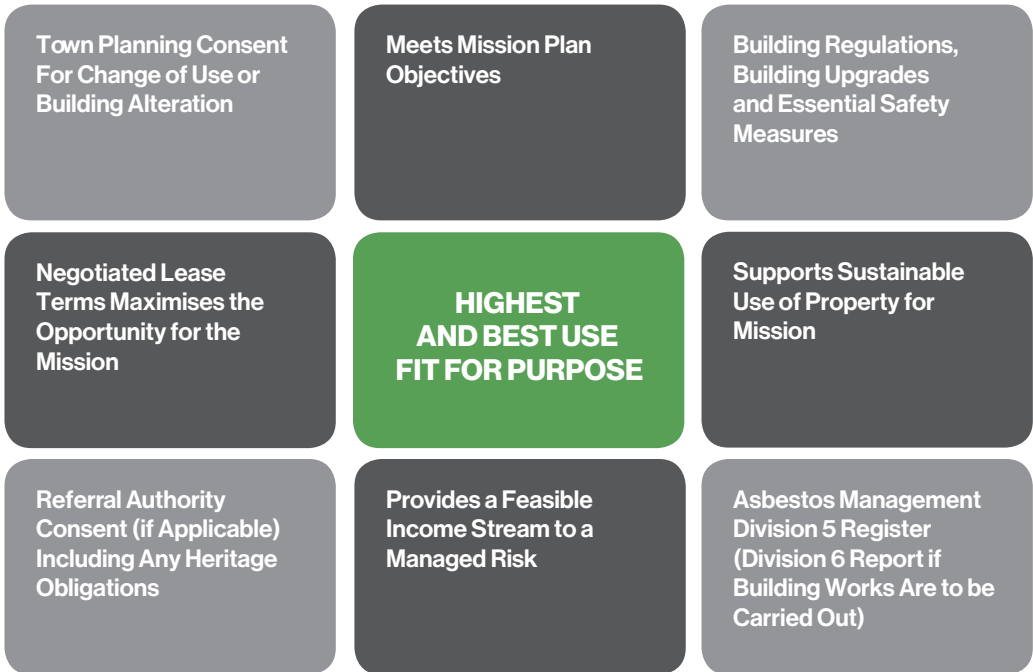 Town Planning Consent
For Change of Use or
Building Alteration
Meets Mission Plan
Objectives
Building Regulations,
Building Upgrades
and Essential Safety
Measures
Negotiated Lease
Terms Maximises the
Opportunity for the
Mission
HIGHEST
AND BEST USE
FIT FOR PURPOSE
Supports Sustainable
Use of Property for
Mission
Referral Authority
Consent (if Applicable)
Including Any Heritage
Obligations
Provides a Feasible
Income Stream to a
Managed Risk
Asbestos Management
Division 5 Register
(Division 6 Report if
Building Works Are to be
Carried Out)